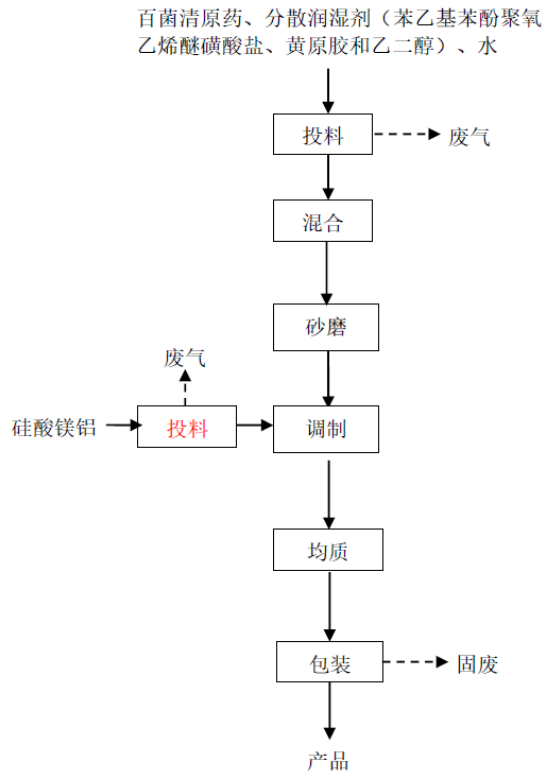 百菌清原药、分散润湿剂（苯乙基苯酚聚氧
乙烯醚磺酸盐、黄原胶和乙二醇）、水
投料
废气
混合
砂磨
废气
硅酸镁铝
投料
调制
均质
包装
固废
产品